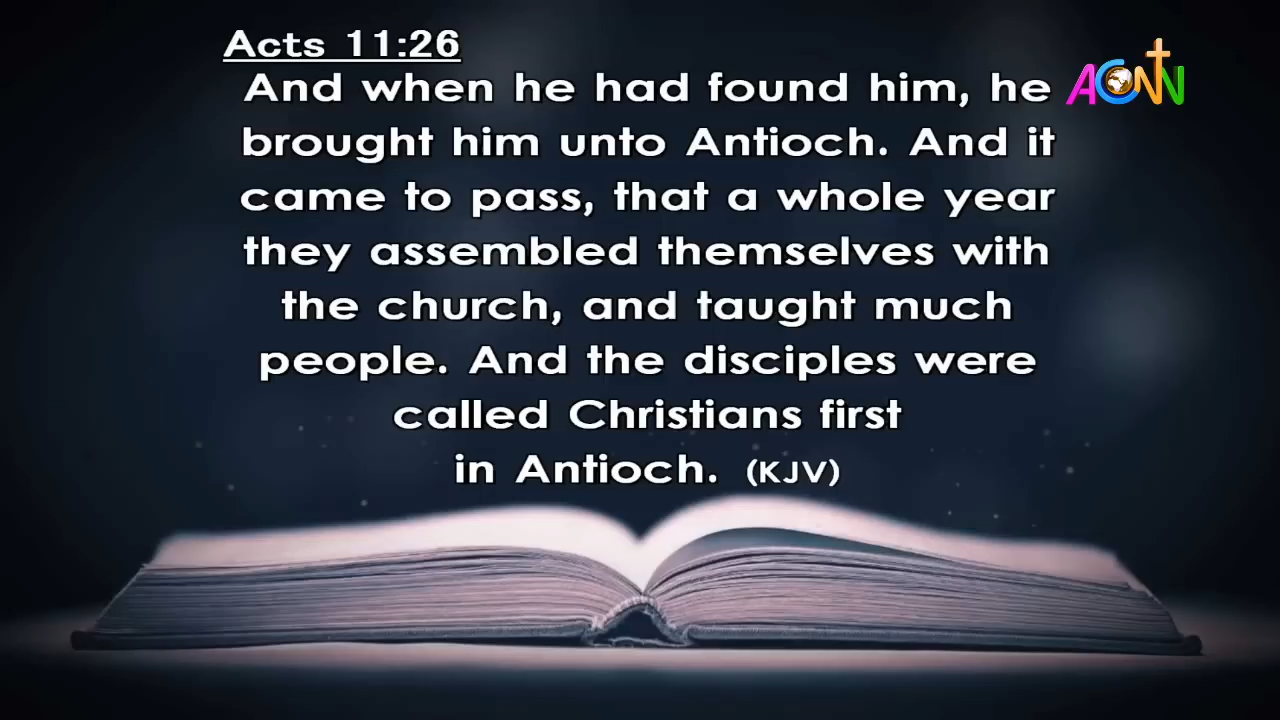 Acts 11:26
And when he had found him, he
brought him unto Antioch. And it
came to pass, that a whole year
they assembled themselves with
the church, and taught much
people. And the disciples were
called Christians first
in Antioch. (KJV)
ACNN